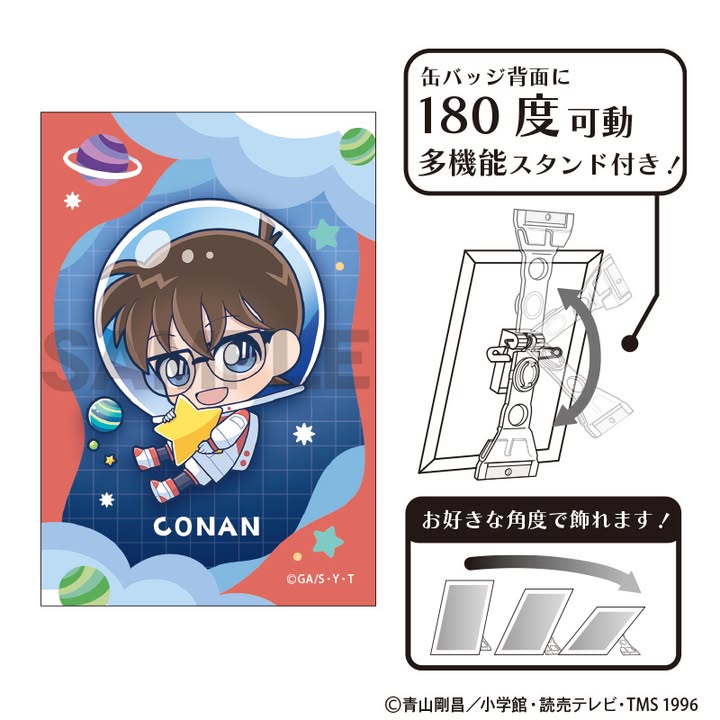 缶バッジ背面に
180度可動
多機能スタンド付き！
SAMPLE
CONAN
©GA/S・Y・T
お好きな角度で飾れます！
©青山剛昌／小学館・読売テレビ・TMS 1996